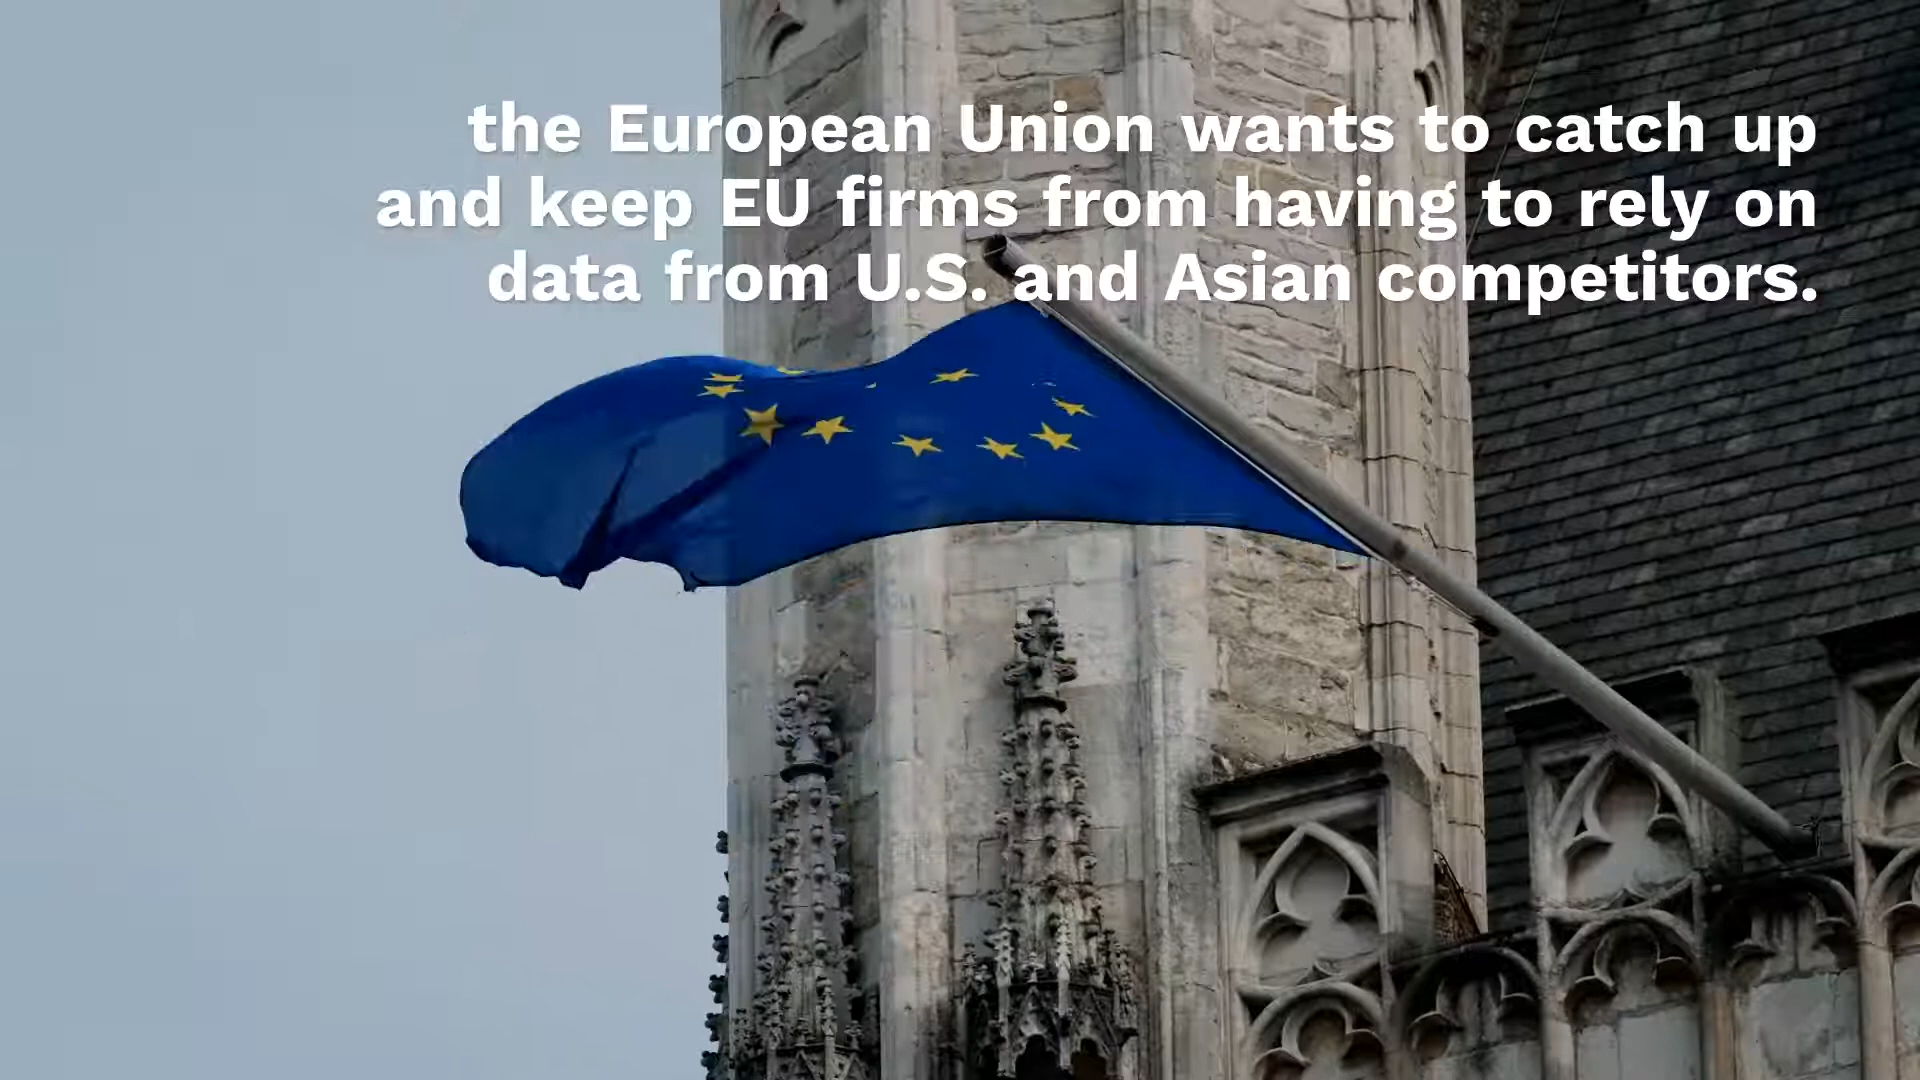 the European Union wants to catch up
and keep EU firms from having to rely on
data from U.S. and Asian competitors.